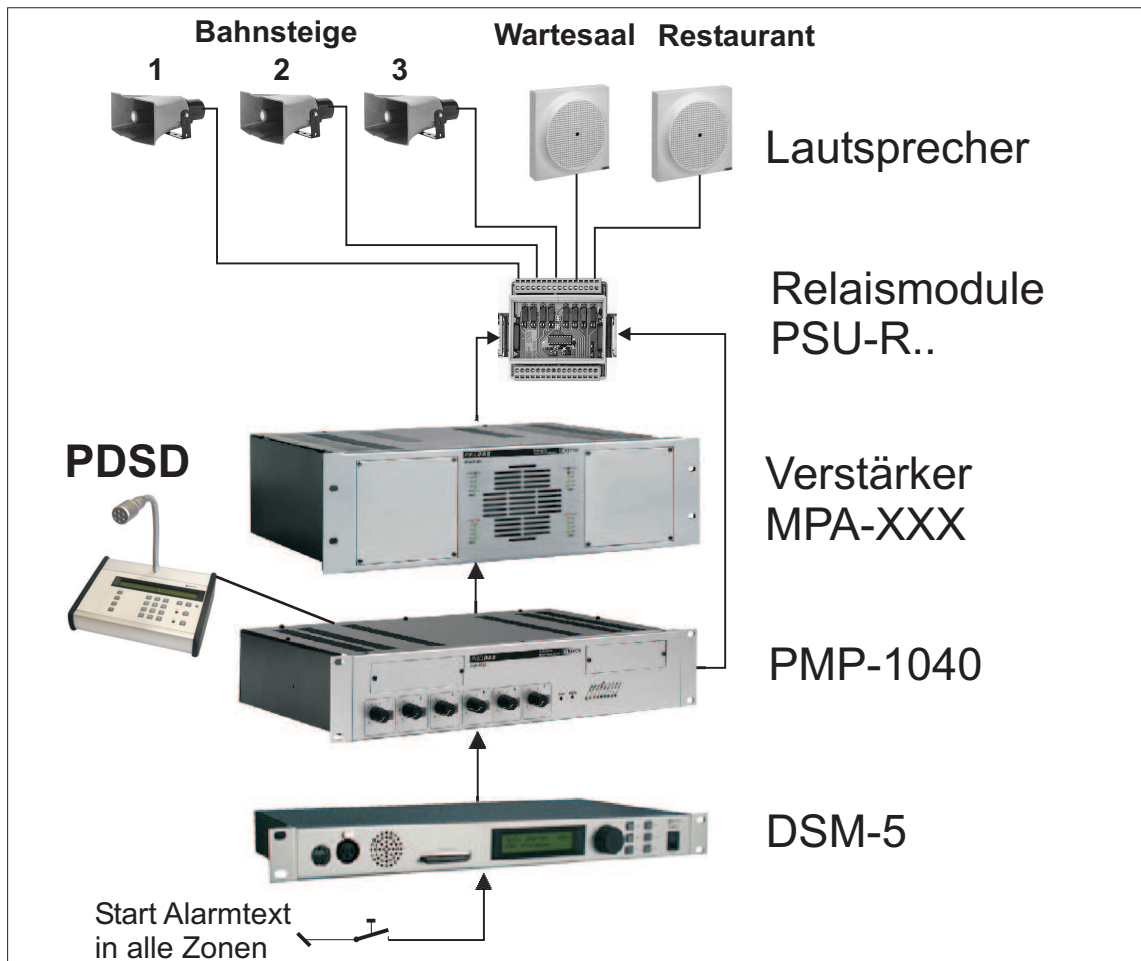 Bahnsteige
Wartesaal Restaurant
1 2 3
Lautsprecher
Relaismodule
PSU-R..
PDSD
Verstärker
MPA-XXX
PMP-1040
DSM-5
Start Alarmtext
in alle Zonen